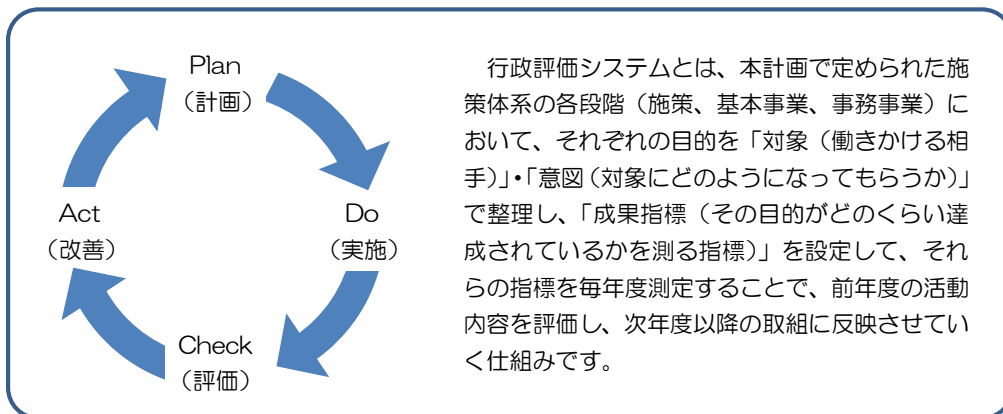 Plan
（計画）
Do
（実施）
Check
（評価）
Act
（改善）
行政評価システムとは、本計画で定められた施
策体系の各段階（施策、基本事業、事務事業）に
おいて、それぞれの目的を「対象（働きかける相
手）」・「意図（対象にどのようになってもらうか）」
で整理し、「成果指標（その目的がどのくらい達
成されているかを測る指標）」を設定して、それ
らの指標を毎年度測定することで、前年度の活動
内容を評価し、次年度以降の取組に反映させてい
く仕組みです。